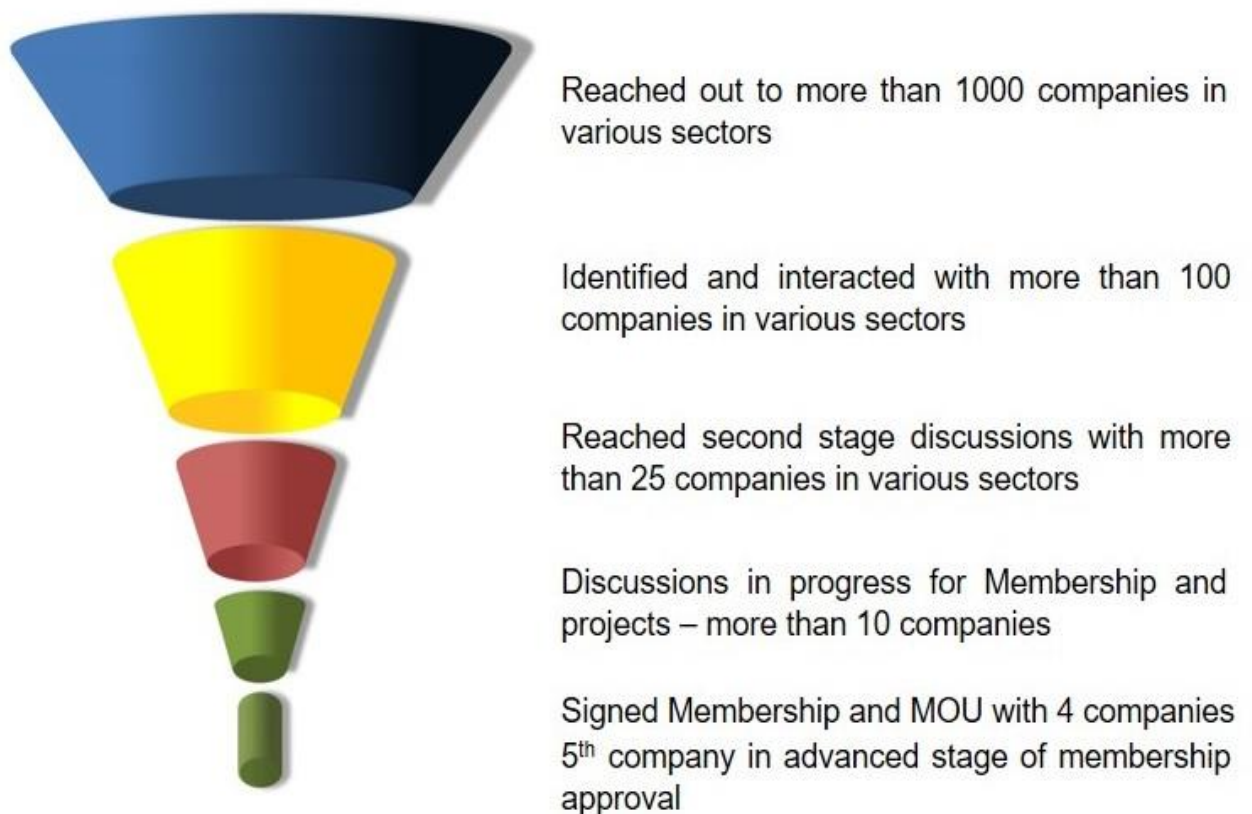 Reached out to more than 1000 companies in
various sectors
Identified and interacted with more than 100
companies in various sectors
Reached second stage discussions with more
than 25 companies in various sectors
Discussions in progress for Membership and
projects – more than 10 companies
Signed Membership and MOU with 4 companies
5th company in advanced stage of membership
approval